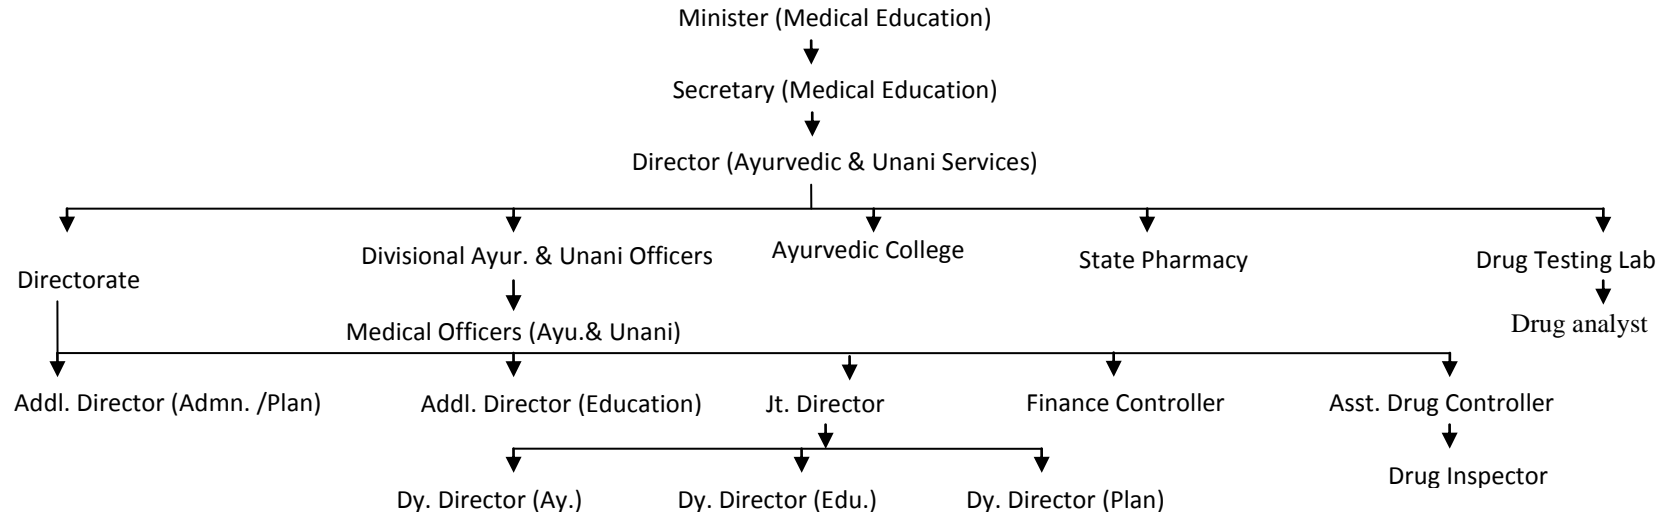 Minister (Medical Education)
Secretary (Medical Education)
Director (Ayurvedic & Unani Services)
Directorate
Divisional Ayur. & Unani Officers
Ayurvedic College
State Pharmacy
Drug Testing Lab
Medical Officers (Ayu.& Unani)
Drug analyst
Addl. Director (Admn. /Plan)
Addl. Director (Education)
Jt. Director
Finance Controller
Asst. Drug Controller
Drug Inspector
Dy. Director (Ay.)
Dy. Director (Edu.)
Dy. Director (Plan)